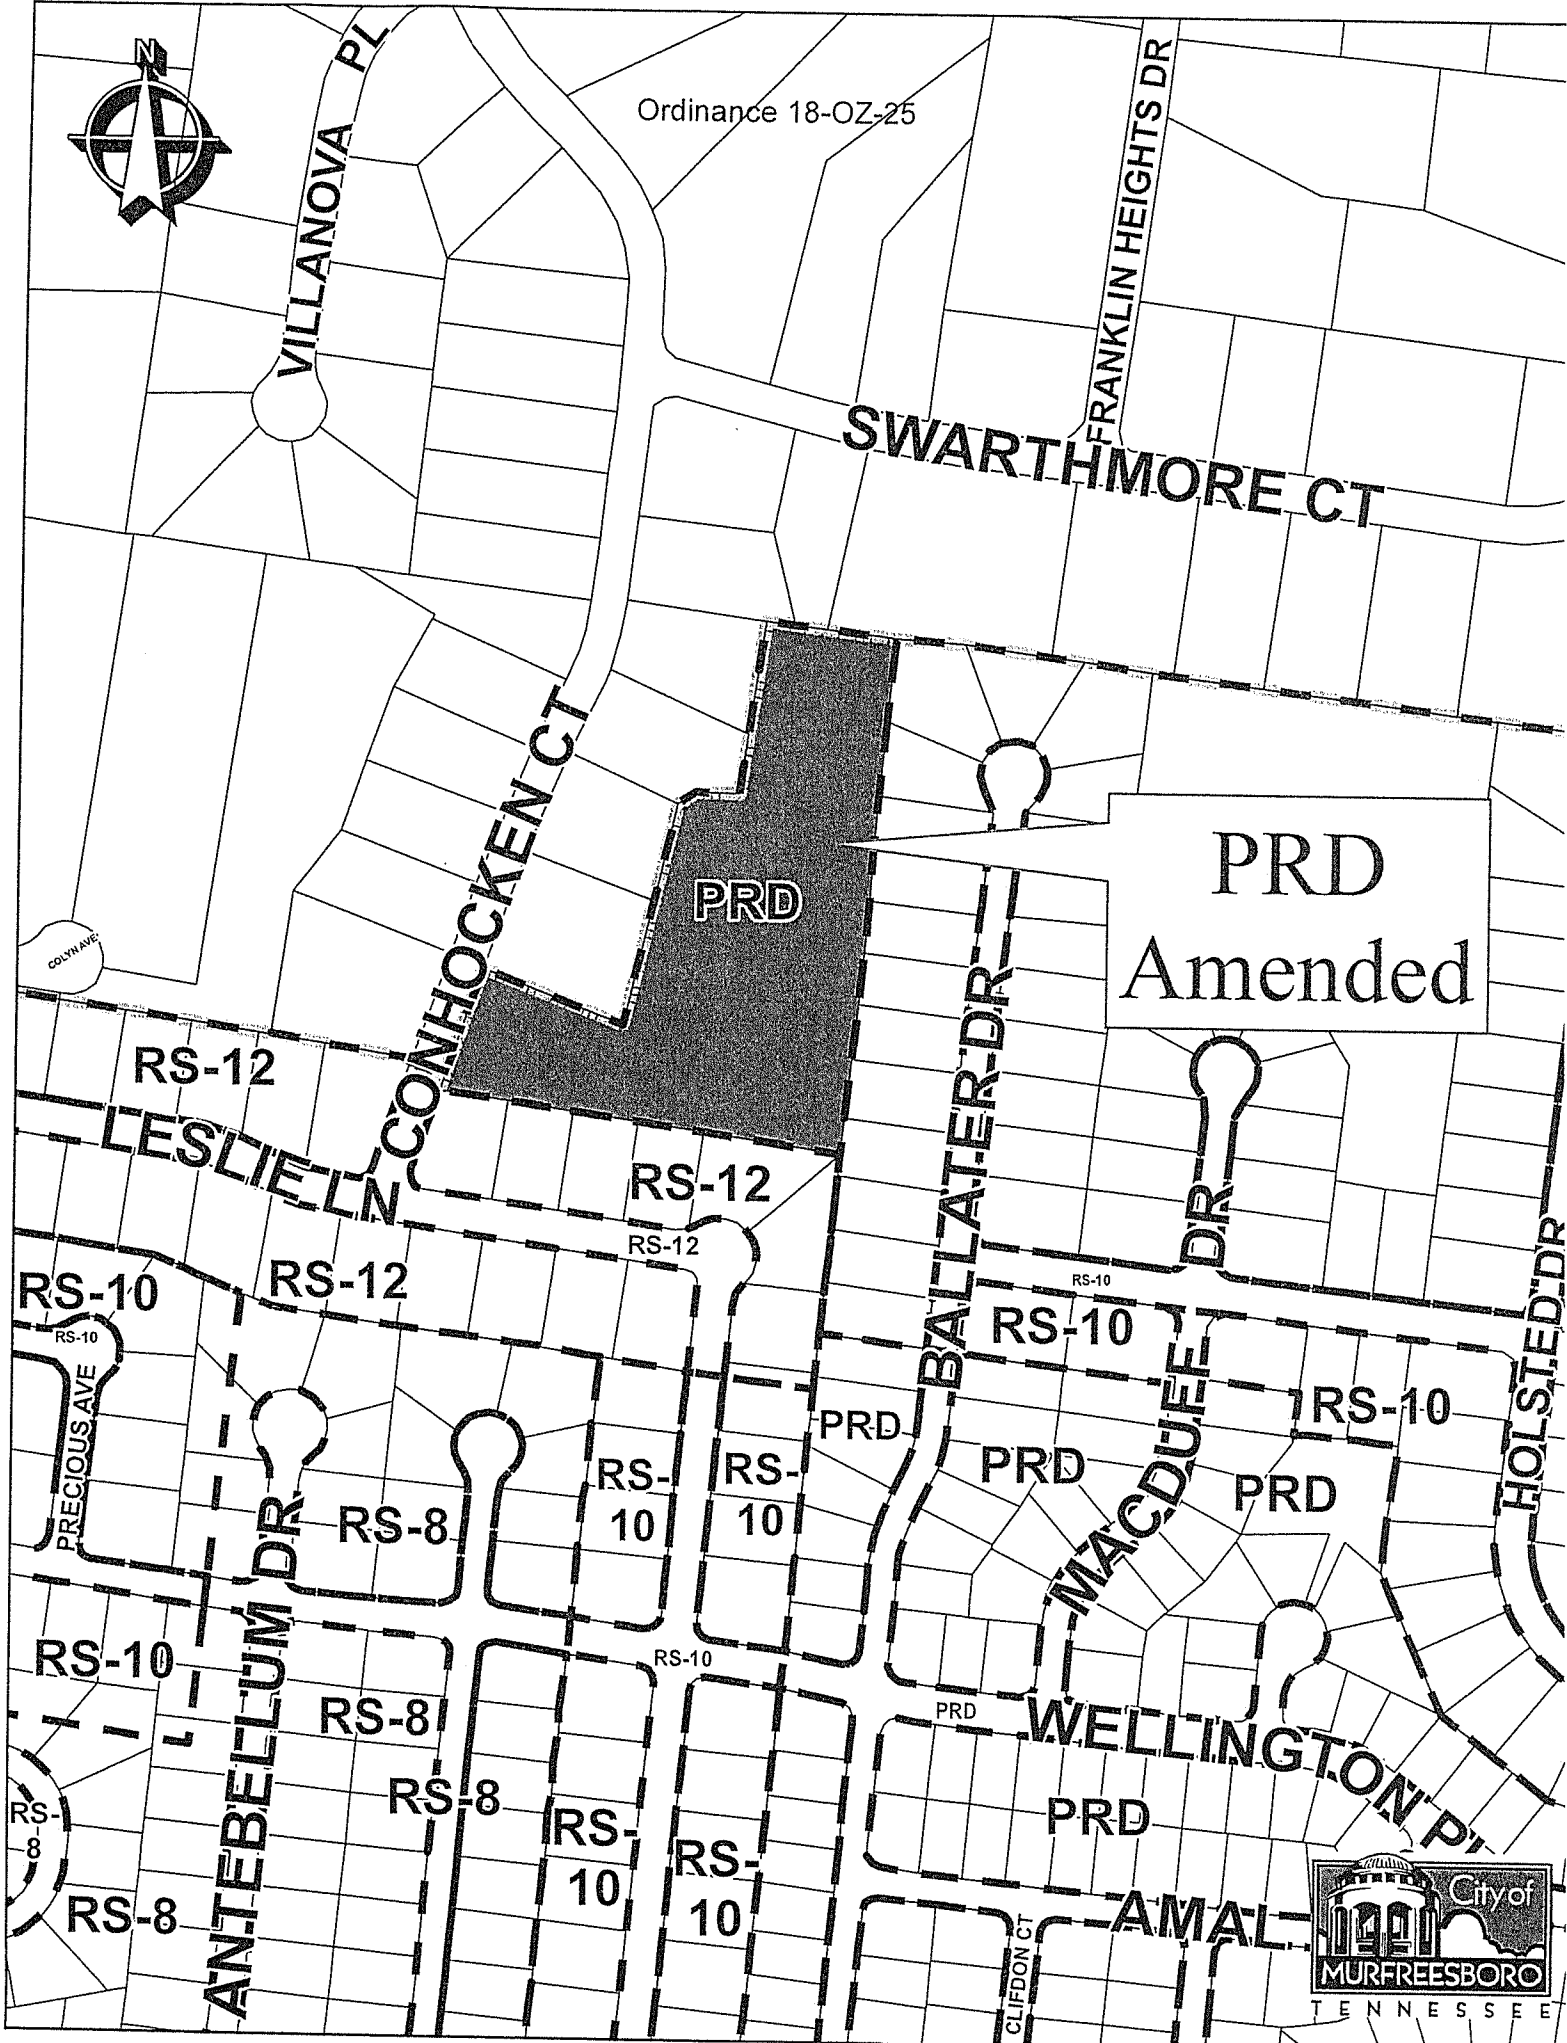 N
VILLANOVA PL
Ordinance 18-OZ-25
FRANKLIN HEIGHTS DR
SWARTHMORE CT
CONHOCKEN CT
PRD
PRD
Amended
COLYN AVE
RS-12
LESLIE LN
RS-12
RS-12
BALLATER DR
DR
RS-10
RS-12
RS-10
RS-10
RS-10
HOLSTED DR
PRECIOUS AVE
RS-10
PRD
PRD
MACDUFF
PRD
RS-
10
RS-
10
RS-8
ANTEBELLUM DR
RS-10
RS-10
RS-8
PRD
WELLINGTON PL
RS-8
RS-
8
RS-
10
RS-
10
PRD
RS-8
AMAL
CLIFDON CT
City of
MURFREESBORO
TENNESSEE